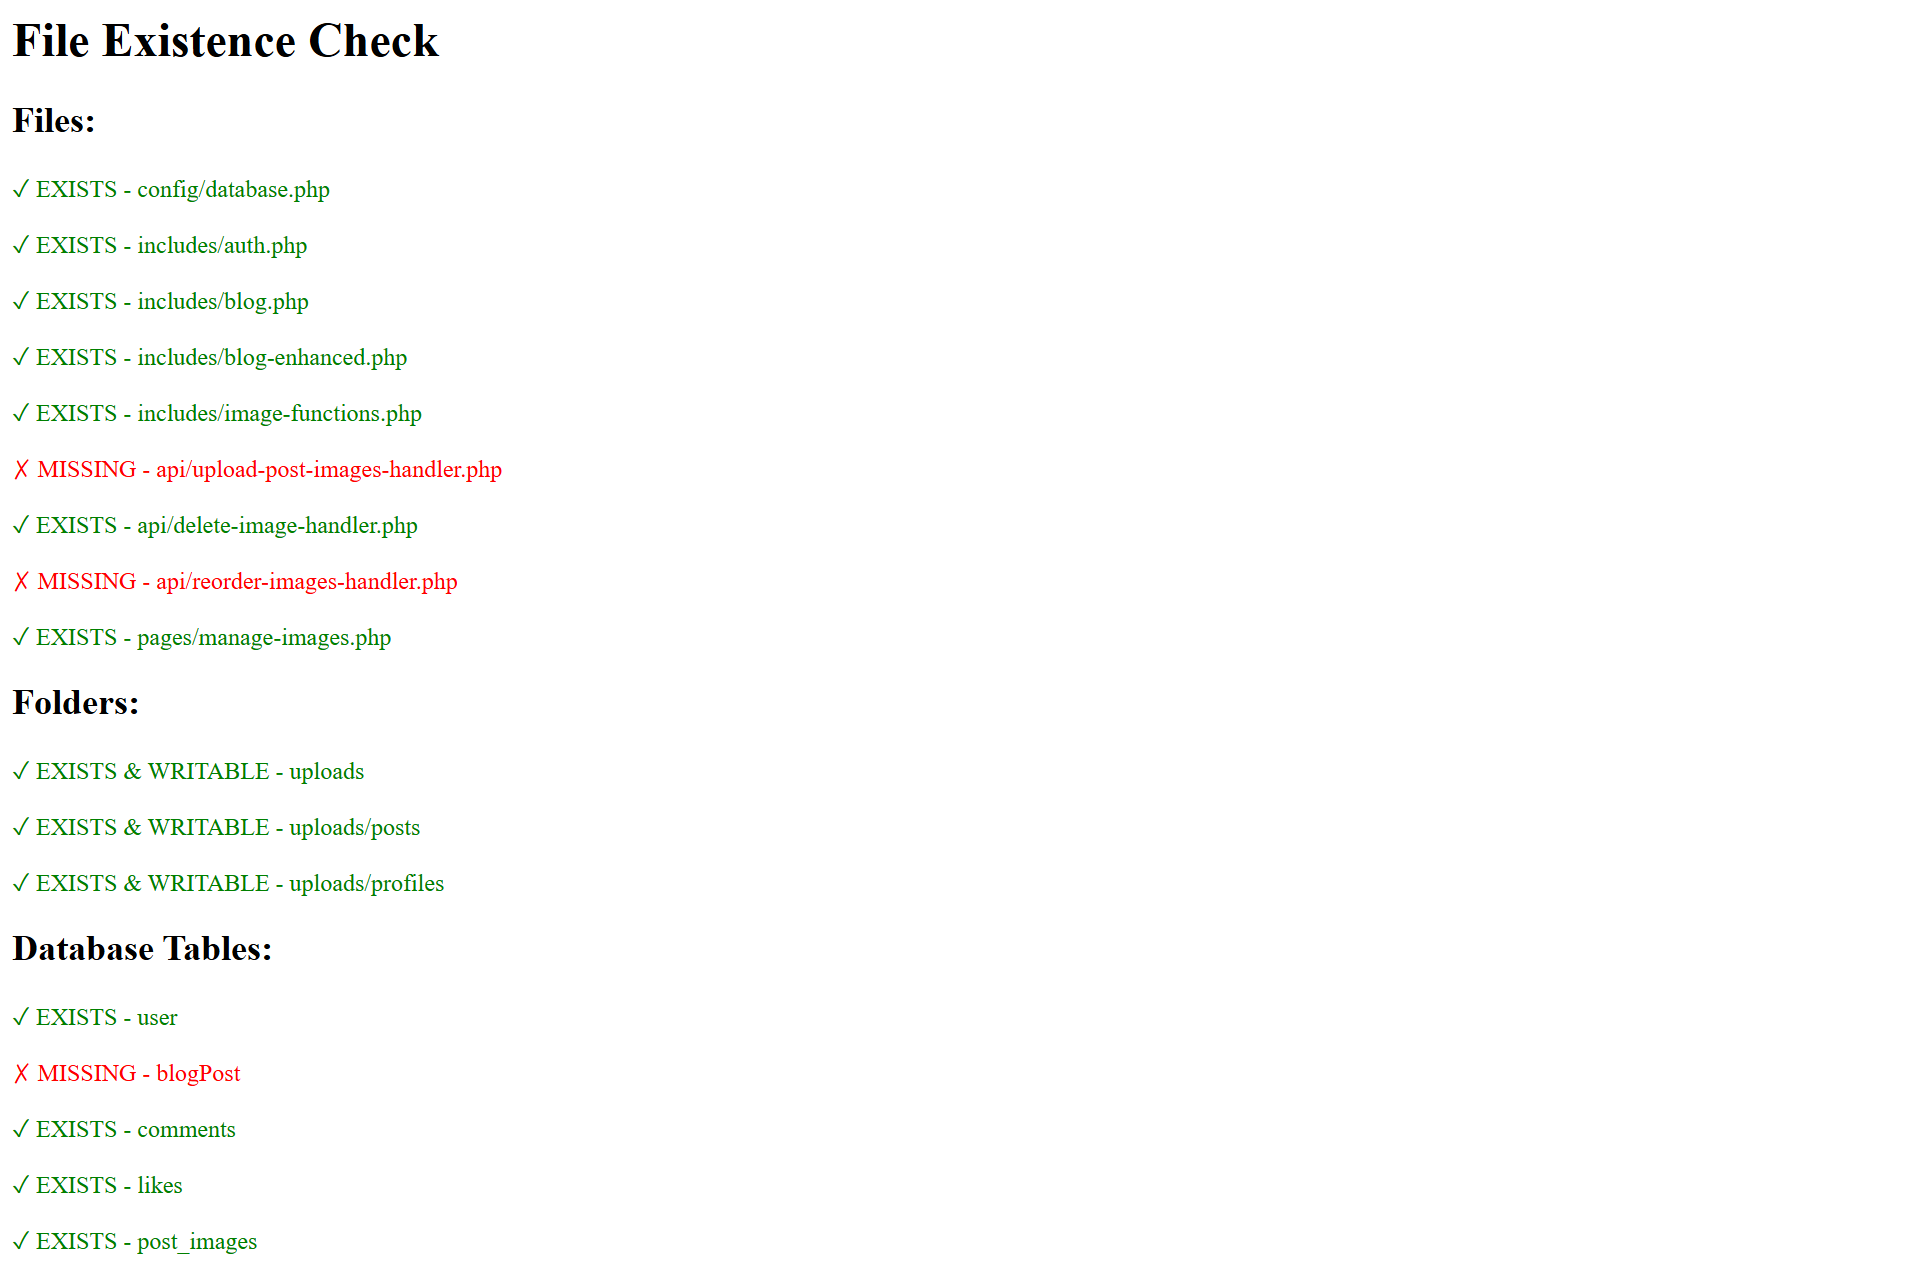 File Existence Check
Files:
✓ EXISTS - config/database.php
✓ EXISTS - includes/auth.php
✓ EXISTS - includes/blog.php
✓ EXISTS - includes/blog-enhanced.php
✓ EXISTS - includes/image-functions.php
✗ MISSING - api/upload-post-images-handler.php
✓ EXISTS - api/delete-image-handler.php
✗ MISSING - api/reorder-images-handler.php
✓ EXISTS - pages/manage-images.php
Folders:
✓ EXISTS & WRITABLE - uploads
✓ EXISTS & WRITABLE - uploads/posts
✓ EXISTS & WRITABLE - uploads/profiles
Database Tables:
✓ EXISTS - user
✗ MISSING - blogPost
✓ EXISTS - comments
✓ EXISTS - likes
✓ EXISTS - post_images